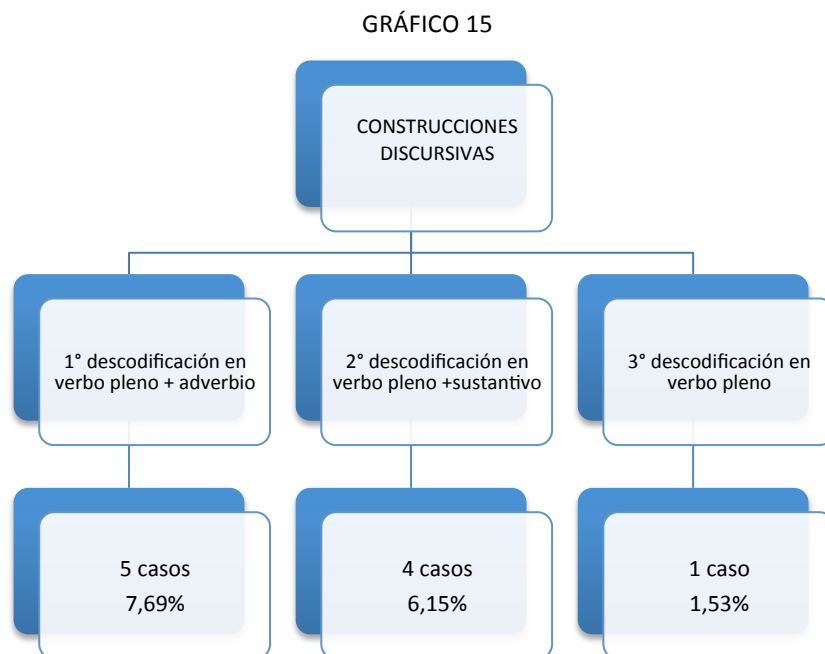 GRÁFICO 15
CONSTRUCCIONES
DISCURSIVAS
1° descodificación en
verbo pleno + adverbio
2° descodificación en
verbo pleno +sustantivo
3° descodificación en
verbo pleno
5 casos
7,69%
4 casos
6,15%
1 caso
1,53%